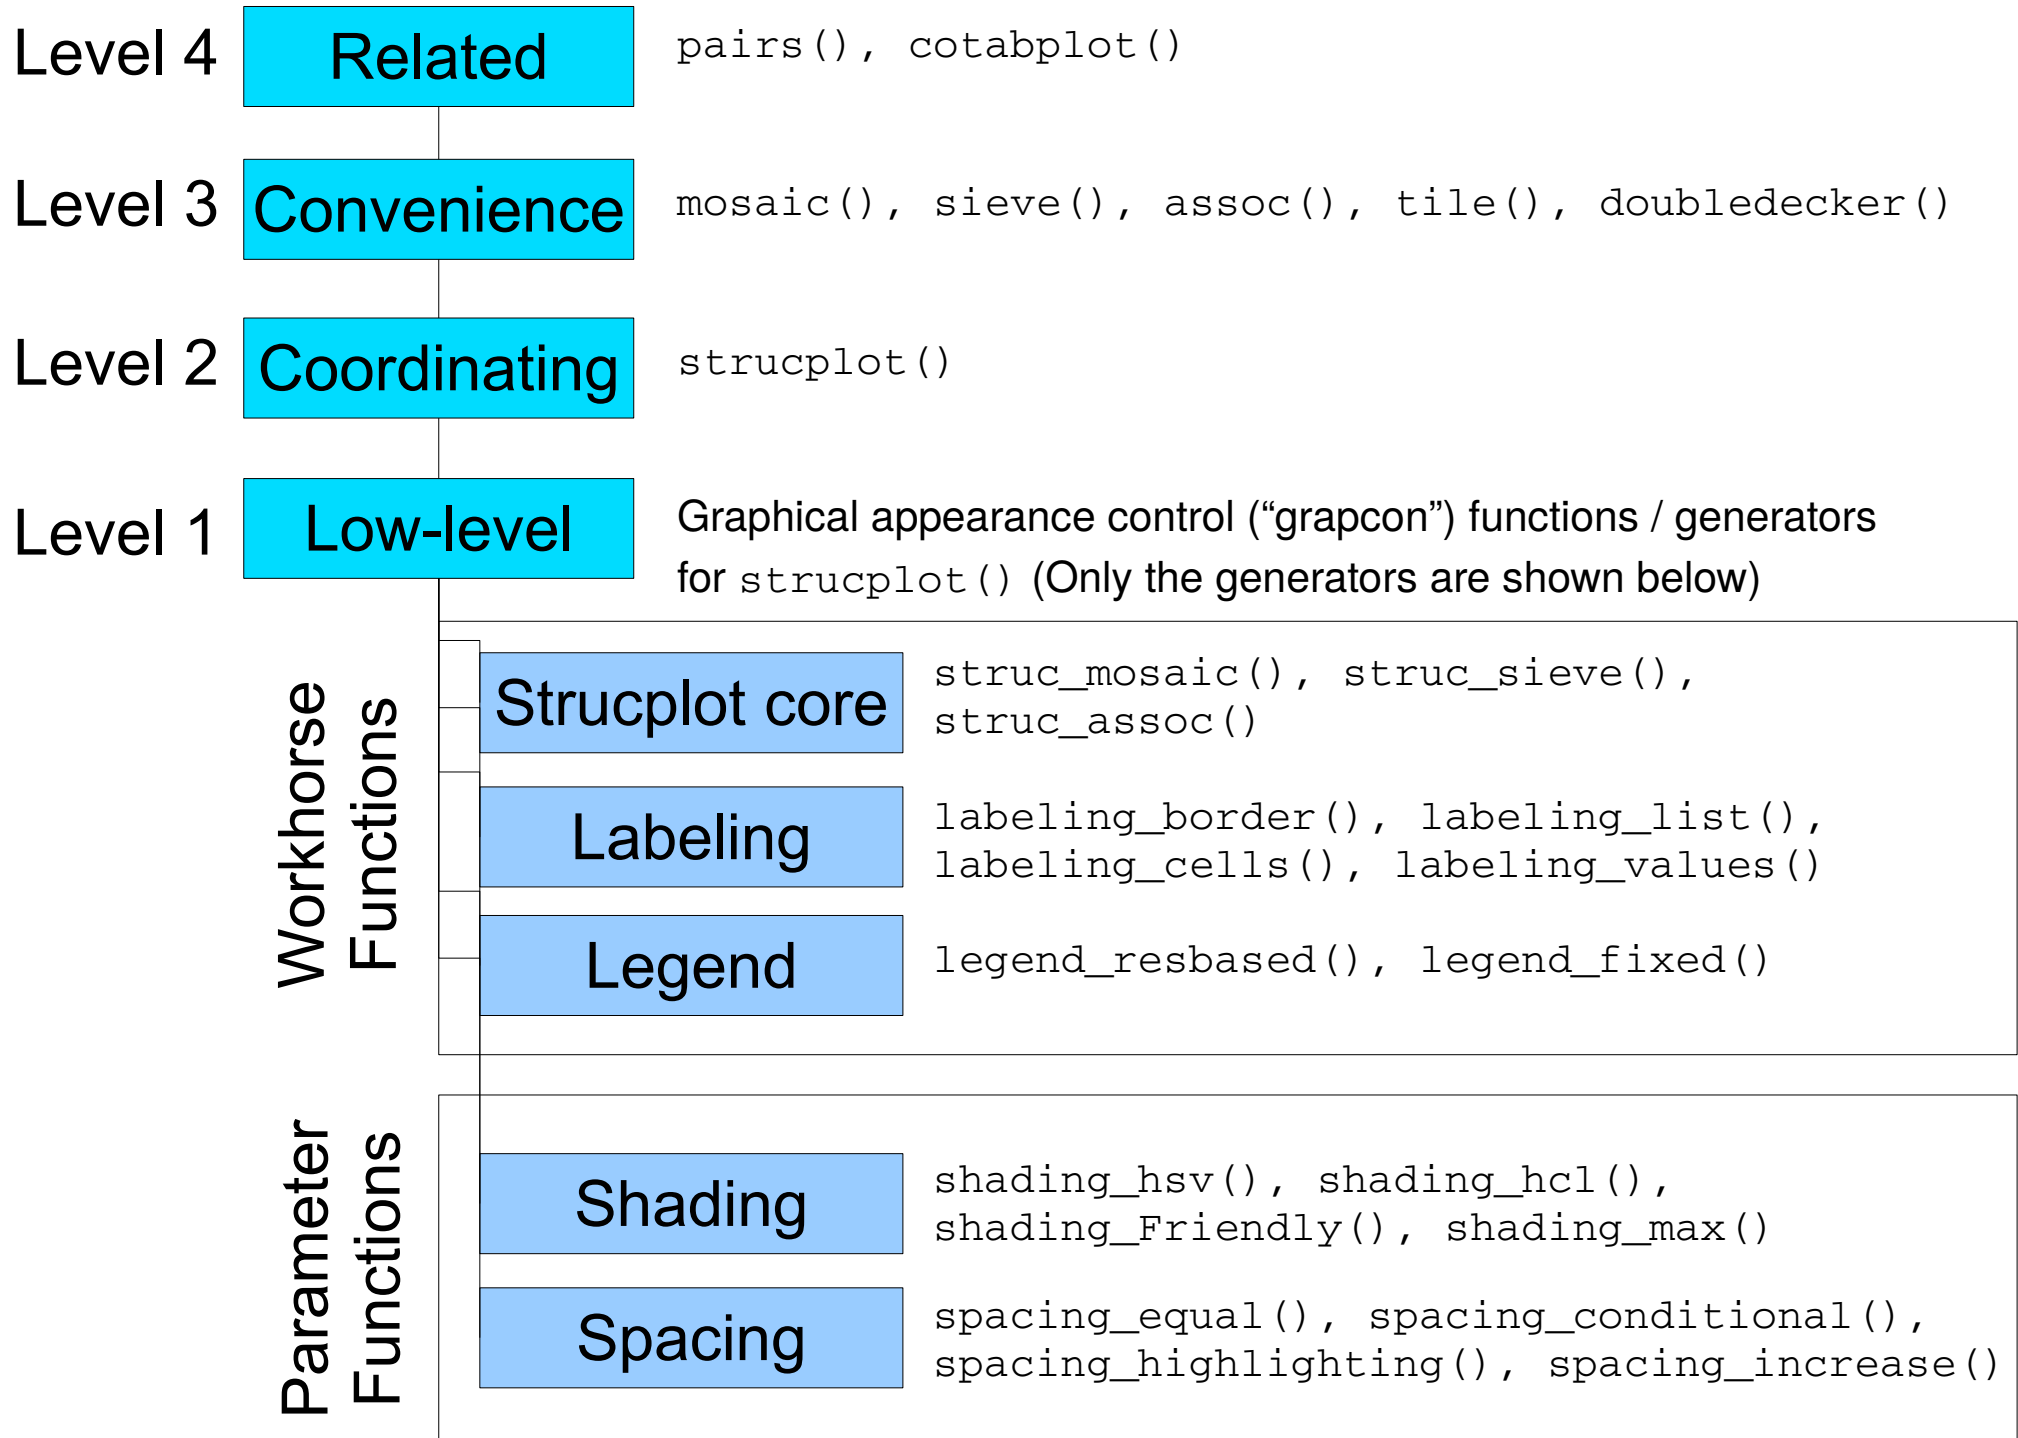 Level 4
Related
pairs(), cotabplot()
Level 3
Convenience
mosaic(), sieve(), assoc(), tile(), doubledecker()
Level 2
Coordinating
strucplot()
Level 1
Low-level
Graphical appearance control (“grapcon”) functions / generators
for strucplot() (Only the generators are shown below)
Workhorse
Functions
Strucplot core
struc_mosaic(), struc_sieve(),
struc_assoc()
Labeling
labeling_border(), labeling_list(),
labeling_cells(), labeling_values()
Legend
legend_resbased(), legend_fixed()
Parameter
Functions
Shading
shading_hsv(), shading_hcl(),
shading_Friendly(), shading_max()
Spacing
spacing_equal(), spacing_conditional(),
spacing_highlighting(), spacing_increase()